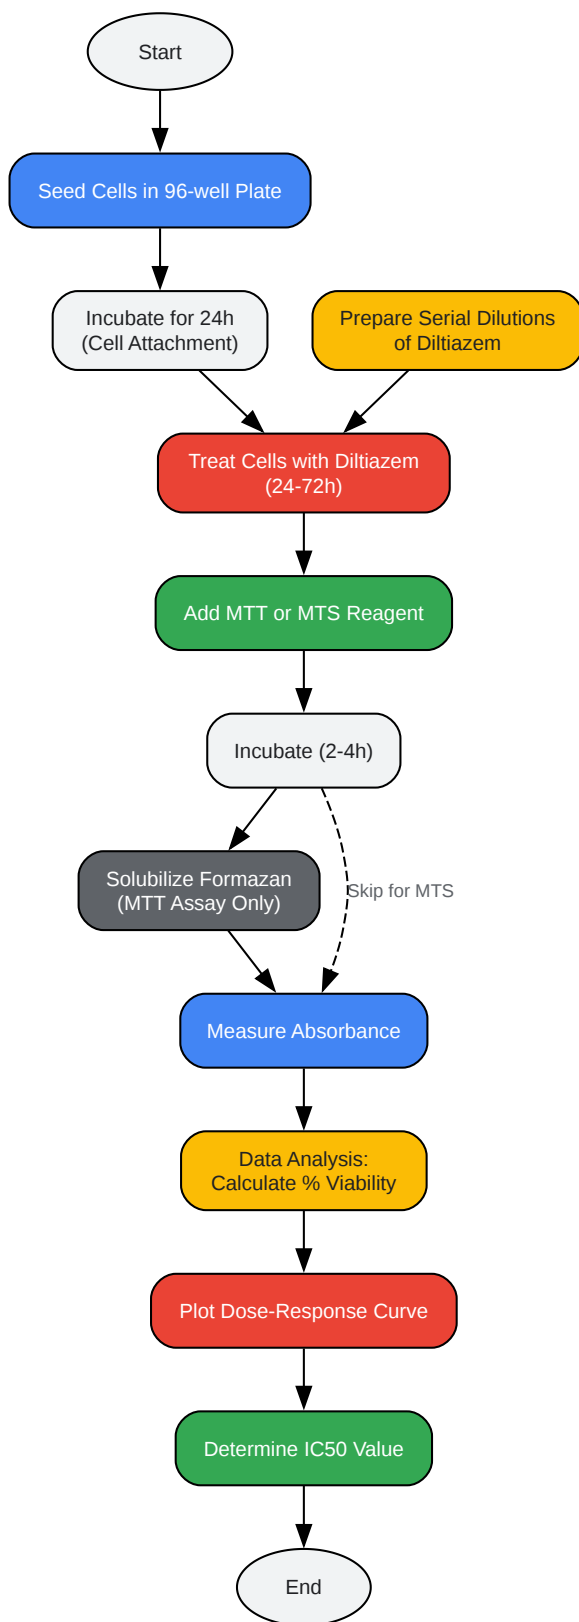 Start
Seed Cells in 96-well Plate
Incubate for 24h
(Cell Attachment)
Prepare Serial Dilutions
of Diltiazem
Treat Cells with Diltiazem
(24-72h)
Add MTT or MTS Reagent
Incubate (2-4h)
Solubilize Formazan
(MTT Assay Only)
Skip for MTS
Measure Absorbance
Data Analysis:
Calculate % Viability
Plot Dose-Response Curve
Determine IC50 Value
End